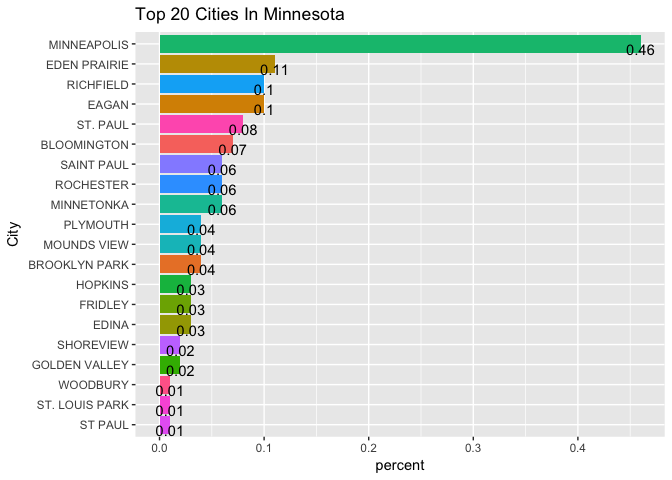 Top 20 Cities In Minnesota
City
MINNEAPOLIS 0.46
EDEN PRAIRIE 0.11
RICHFIELD 0.1
EAGAN 0.1
ST. PAUL 0.08
BLOOMINGTON 0.07
SAINT PAUL 0.06
ROCHESTER 0.06
MINNETONKA 0.06
PLYMOUTH 0.04
MOUNDS VIEW 0.04
BROOKLYN PARK 0.04
HOPKINS 0.03
FRIDLEY 0.03
EDINA 0.03
SHOREVIEW 0.02
GOLDEN VALLEY 0.02
WOODBURY 0.01
ST. LOUIS PARK 0.01
ST PAUL 0.01
0.0 0.1 0.2 0.3 0.4
percent